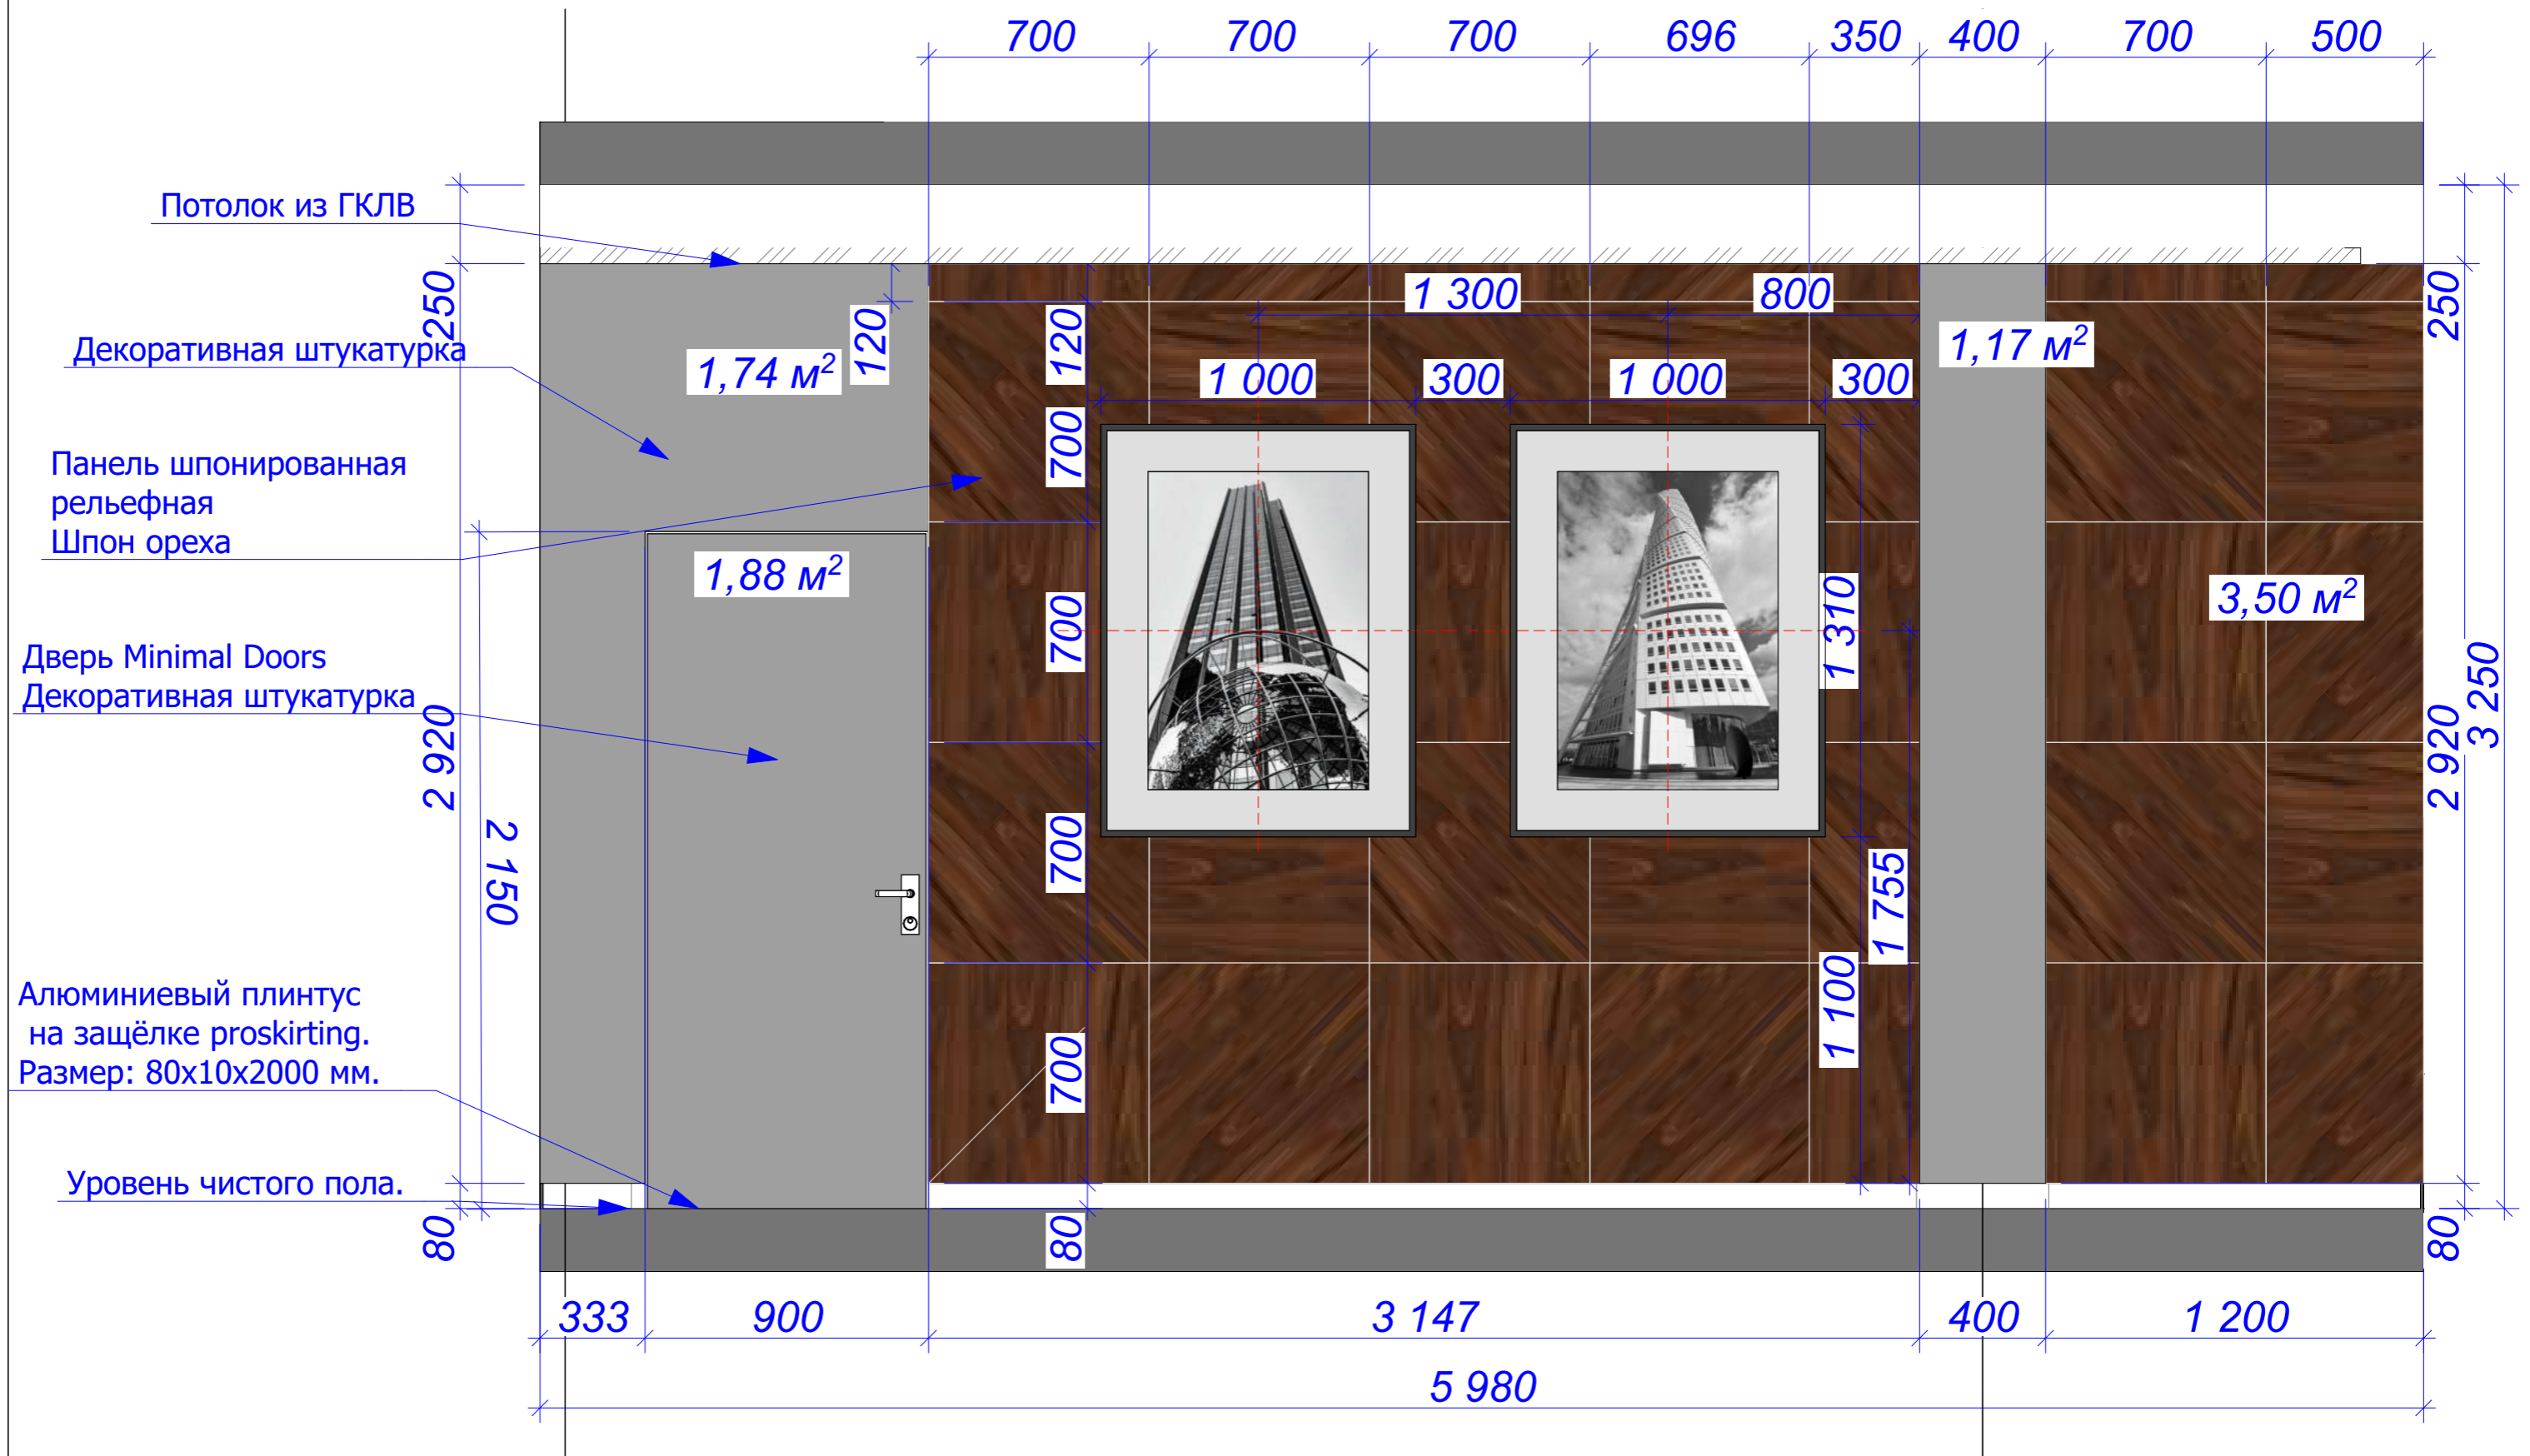 700 700 700 696 350 400 700 500
Потолок из ГКЛВ
250
1 300 800
250
120
120
Декоративная штукатурка
1,74 м²
1,17 м²
1 000 300 1 000 300
700
Панель шпонированная
рельефная
Шпон ореха
1,88 м²
700
1 310
3,50 м²
Дверь Minimal Doors
Декоративная штукатурка
2 920
2 150
700
1 755
1 100
2 920
3 250
Алюминиевый плинтус
на защёлке proskirting.
Размер: 80х10х2000 мм.
700
Уровень чистого пола.
80
80
80
333 900 3 147 400 1 200
5 980